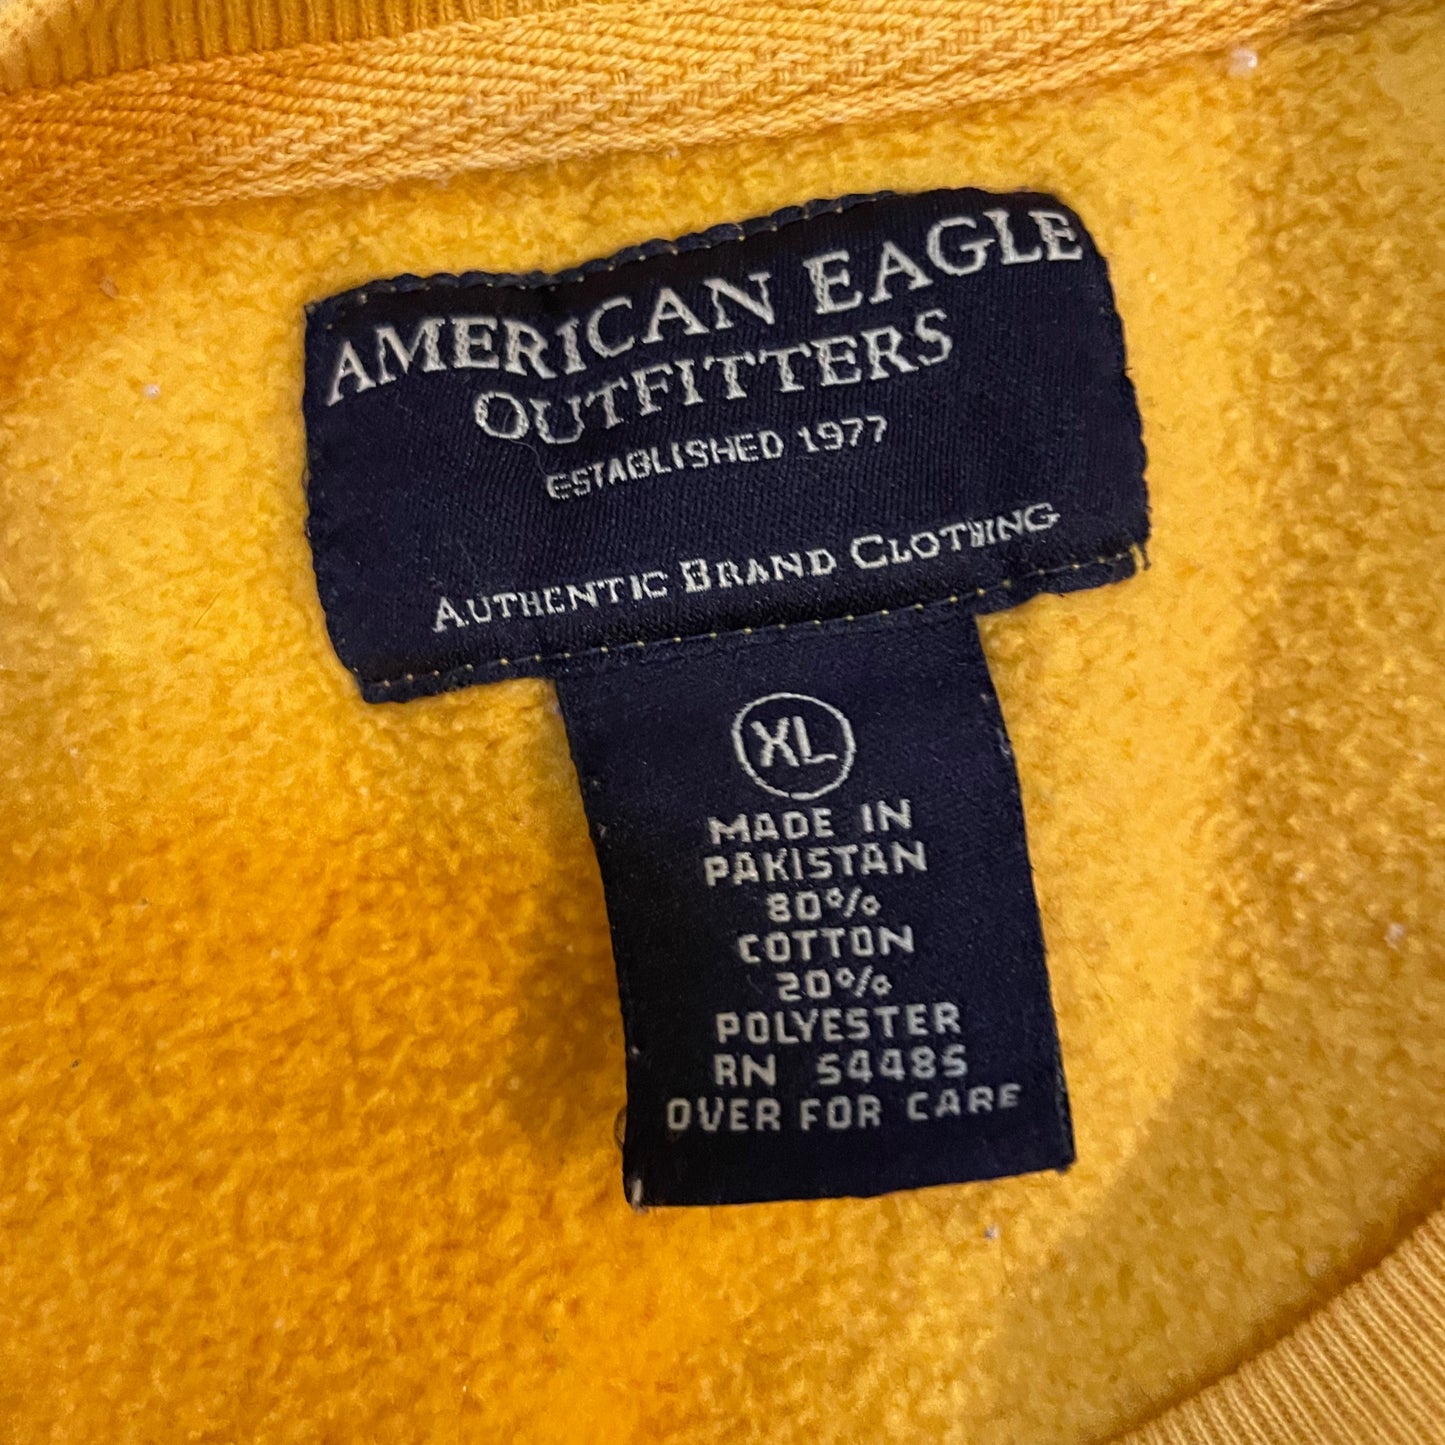 AMERICAN EAGLE
OUTFITTERS
ESTABLISHED 1977
AUTHENTIC BRAND CLOTHING
XL
MADE IN
PAKISTAN
80%
COTTON
20%
POLYESTER
RN 54485
OVER FOR CARE